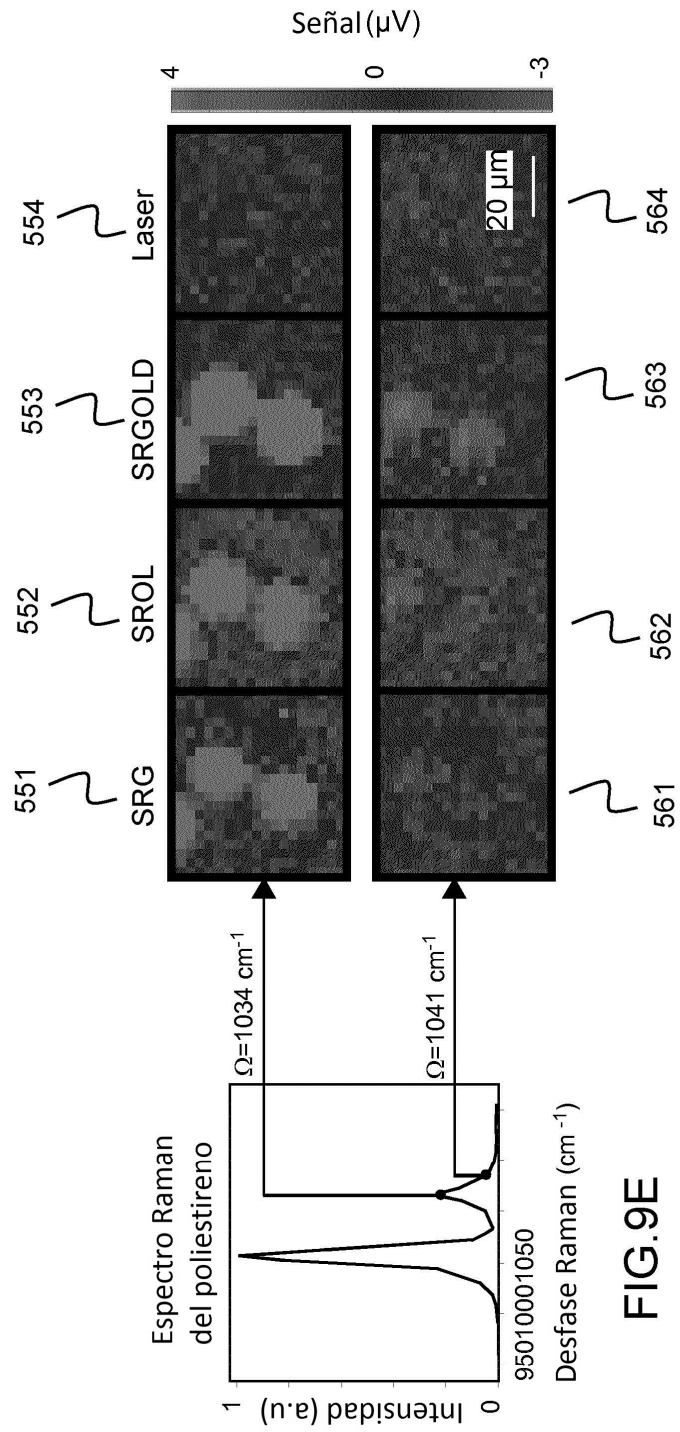 Espectro Raman
del poliestireno
Intensidad (a.u)
1
0
95010001050
Desfase Raman (cm⁻¹)
Ω=1034 cm⁻¹
Ω=1041 cm⁻¹
551
552
553
554
SRG
SROL
SRGOLD
Laser
20 µm
561
562
563
564
4
0
-3
Señal (µV)
FIG.9E